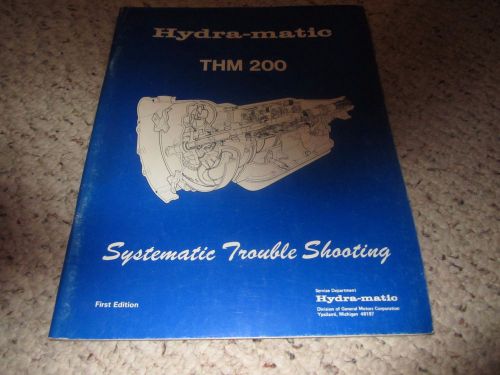 Hydra-matic
THM 200
Systematic Trouble Shooting
First Edition
Service Department
Hydra-matic
Division of General Motors Corporation
Ypsilanti, Michigan 48197